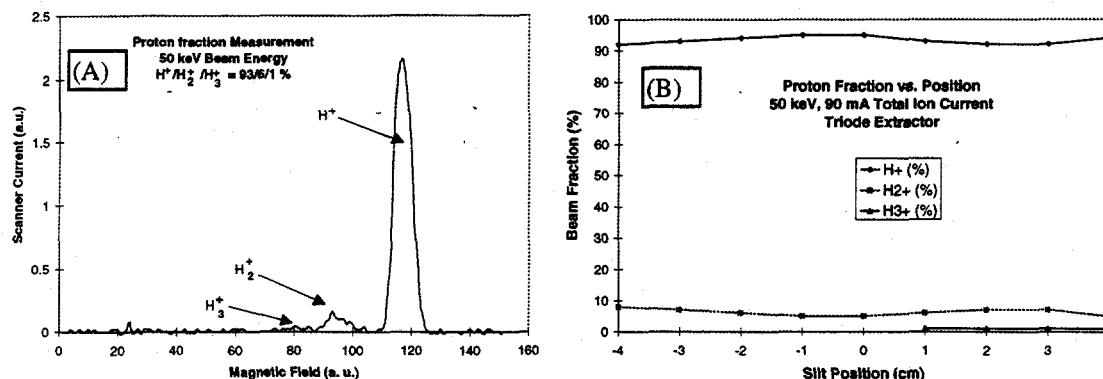 (A)
Proton fraction Measurement
50 keV Beam Energy
H⁺/H₂⁺ /H₃⁺ = 93/6/1 %
Scanner Current (a.u.)
2.5
2
1.5
1
0.5
0
H⁺
H₂⁺
H₃⁺
0 20 40 60 80 100 120 140 160
Magnetic Field (a. u.)
(B)
Proton Fraction vs. Position
50 keV, 90 mA Total Ion Current
Triode Extractor
H+ (%)
H2+ (%)
H3+ (%)
Beam Fraction (%)
100
90
80
70
60
50
40
30
20
10
0
-4 -3 -2 -1 0 1 2 3 4
Slit Position (cm)